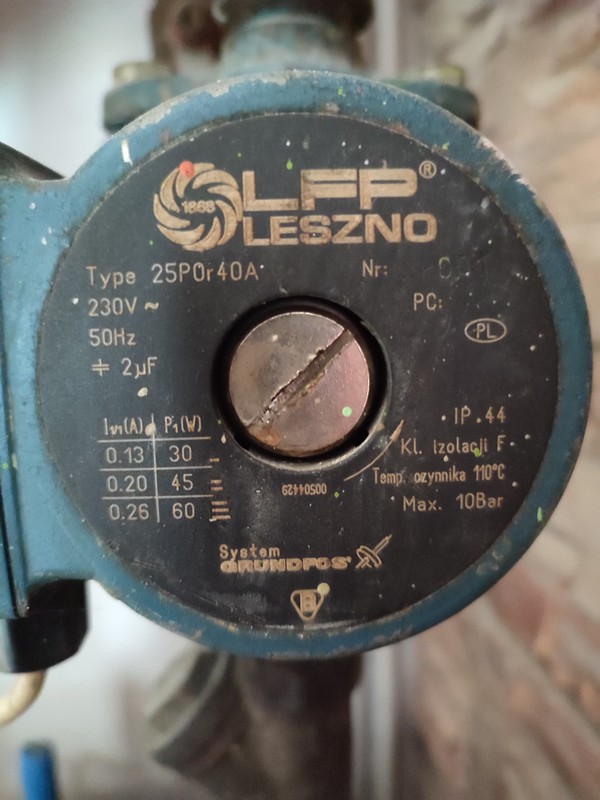 1868 LFP®
LESZNO
Type 25POr40A Nr:
230V ~ PC:
50Hz PL
2µF
I1/1(A) P1(W)
0.13 30
0.20 45
0.26 60
IP 44
Kl. izolacji F
Temp. czynnika 110°C
Max. 10Bar
00504429
System
GRUNDFOS
B